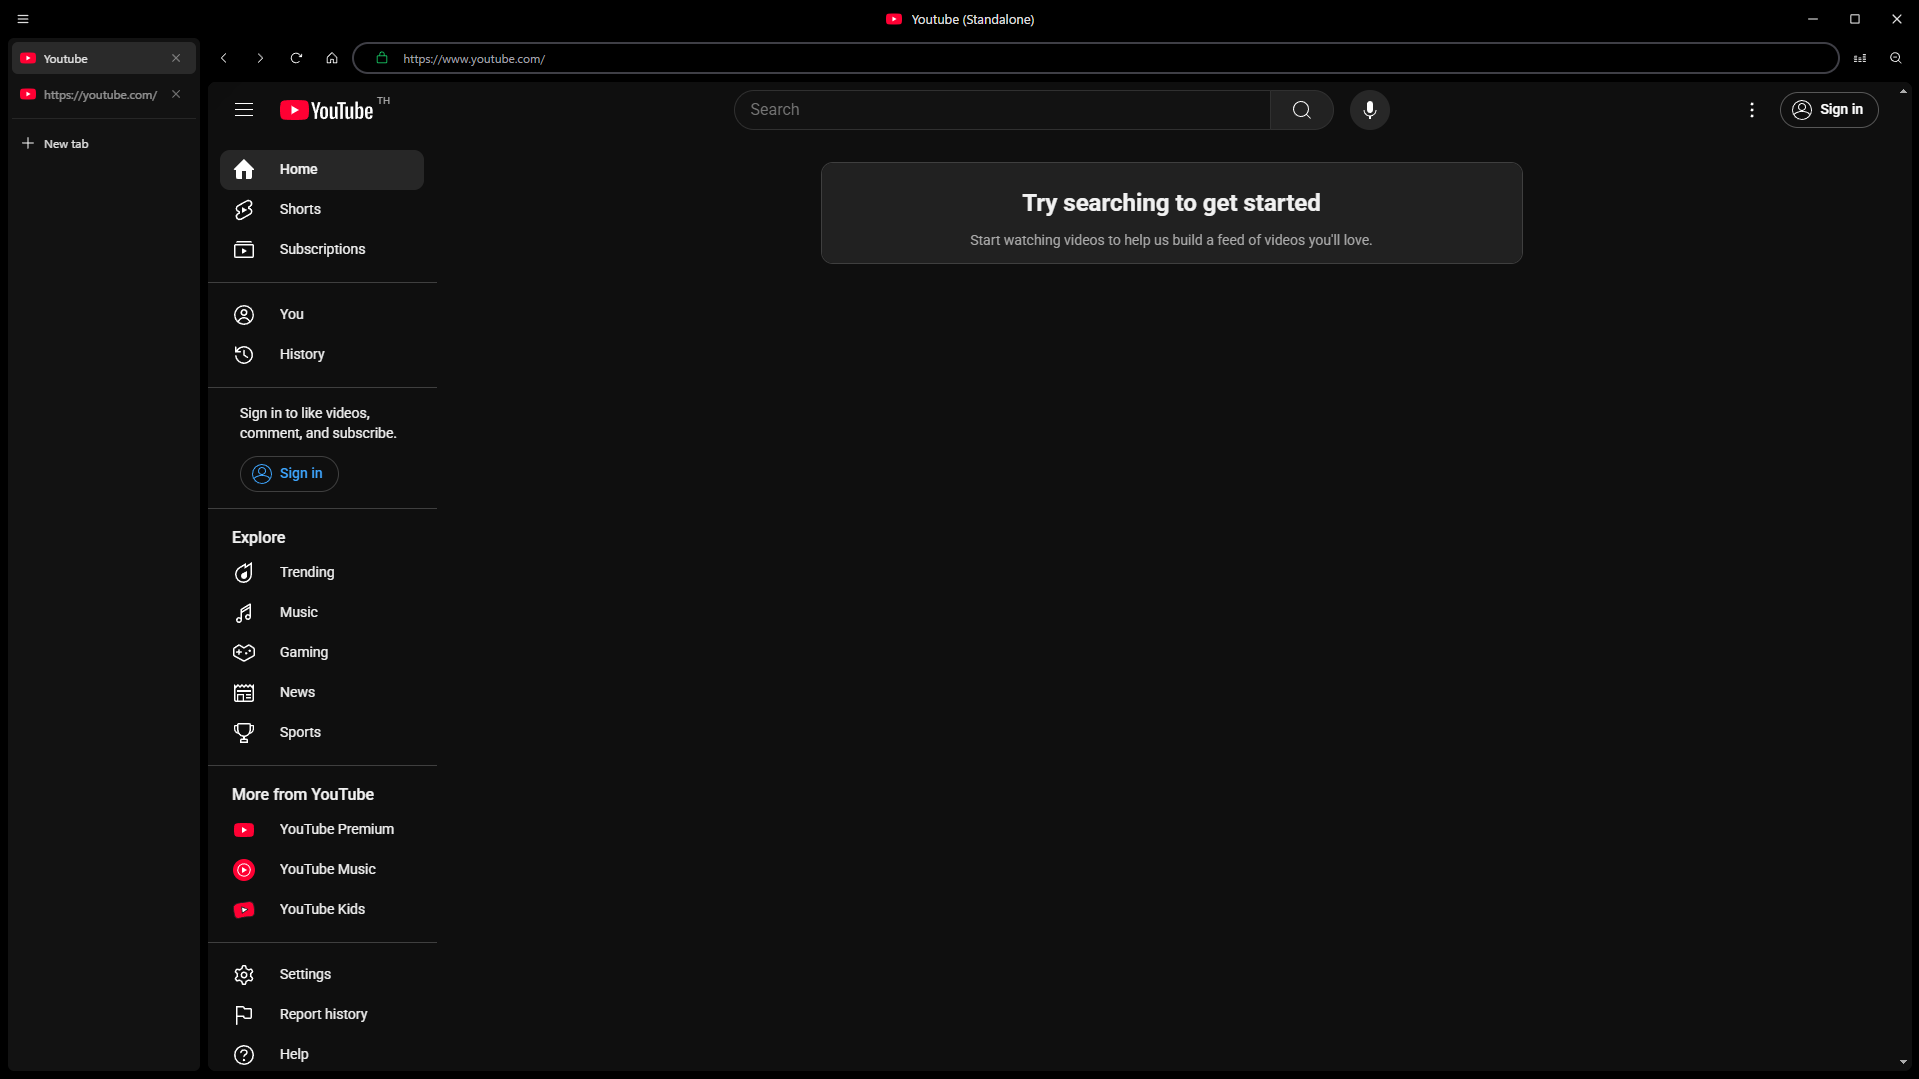 Youtube (Standalone)
Youtube
https://youtube.com/
New tab
https://www.youtube.com/
YouTube TH
Search
Sign in
Home
Shorts
Subscriptions
You
History
Sign in to like videos,
comment, and subscribe.
Sign in
Explore
Trending
Music
Gaming
News
Sports
More from YouTube
YouTube Premium
YouTube Music
YouTube Kids
Settings
Report history
Help
Try searching to get started
Start watching videos to help us build a feed of videos you'll love.